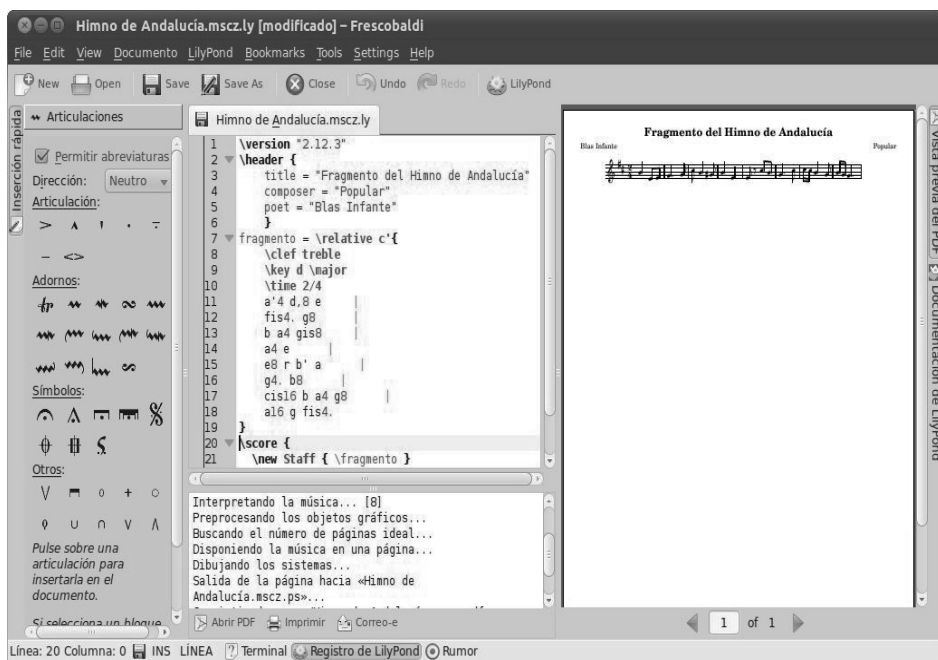 Himno de Andalucía.mscz.ly [modificado] – Frescobaldi
File Edit View Documento LilyPond Bookmarks Tools Settings Help
New Open Save Save As Close Undo Redo LilyPond
Inserción rápida
Articulaciones
Permitir abreviaturas
Dirección: Neutro
Articulación:
Adornos:
Símbolos:
Otros:
Pulse sobre una
articulación para
insertarla en el
documento.
Si selecciona un bloque
Himno de Andalucía.mscz.ly
1 \version "2.12.3"
2 \header {
3 title = "Fragmento del Himno de Andalucía"
4 composer = "Popular"
5 poet = "Blas Infante"
6 }
7 fragmento = \relative c'{
8 \clef treble
9 \key d \major
10 \time 2/4
11 a'4 d,8 e |
12 fis4. g8 |
13 b a4 gis8 |
14 a4 e |
15 e8 r b' a |
16 g4. b8 |
17 cis16 b a4 g8 |
18 a16 g fis4.
19 }
20 \score {
21 \new Staff { \fragmento }
Interpretando la música... [8]
Preprocesando los objetos gráficos...
Buscando el número de páginas ideal...
Disponiendo la música en una página...
Dibujando los sistemas...
Salida de la página hacia «Himno de
Andalucía.mscz.ps»...
Abrir PDF Imprimir Correo-e
Fragmento del Himno de Andalucía
Blas Infante Popular
1 of 1
Vista previa del PDF
Documentación de LilyPond
Línea: 20 Columna: 0 INS LÍNEA Terminal Registro de LilyPond Rumor